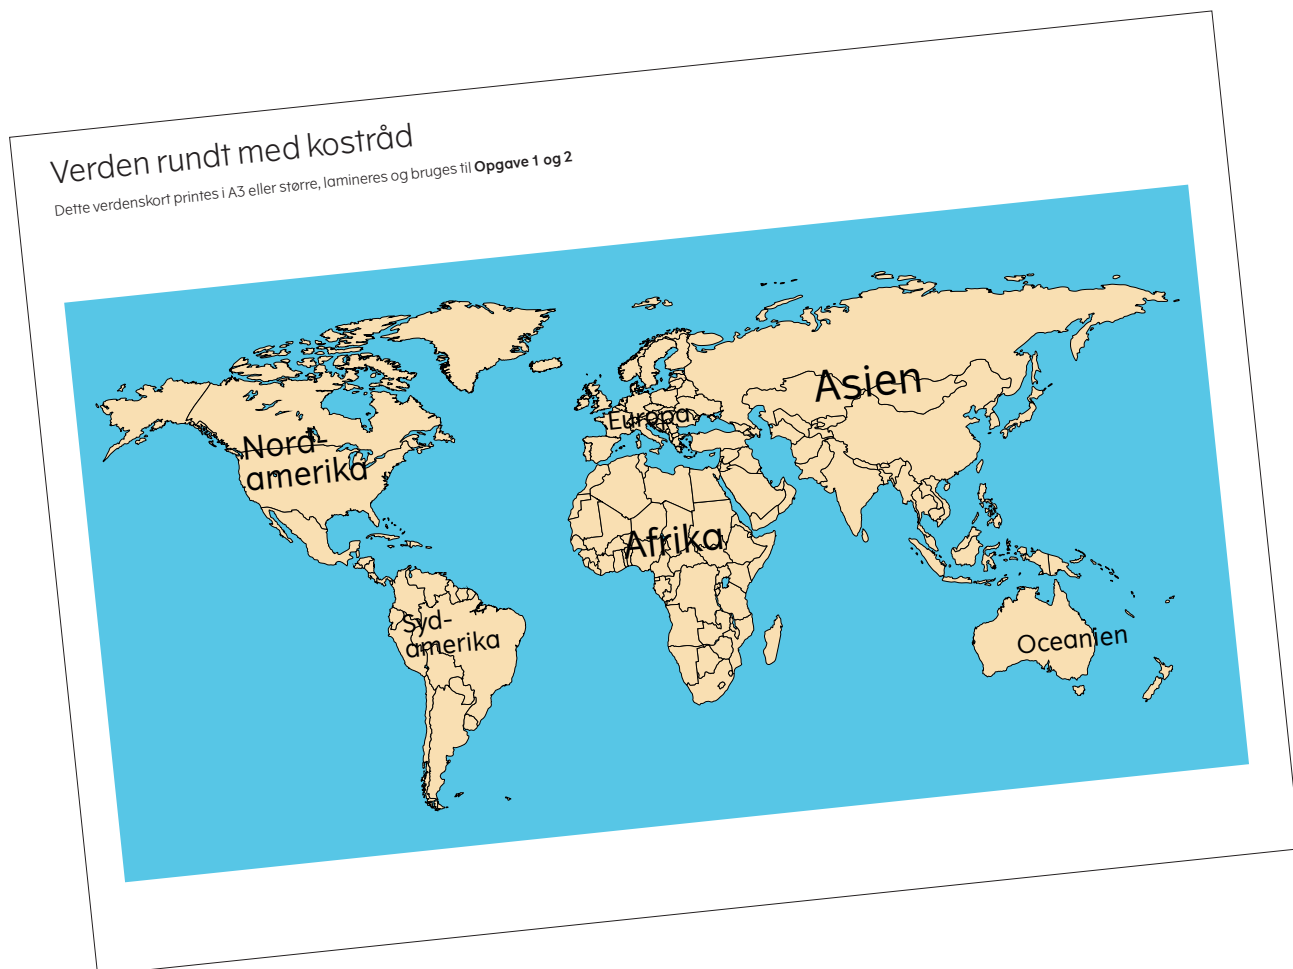 Verden rundt med kostråd
Dette verdenskort printes i A3 eller større, lamineres og bruges til Opgave 1 og 2
Asien
Europa
Nord-
amerika
Afrika
Syd-
amerika
Oceanien